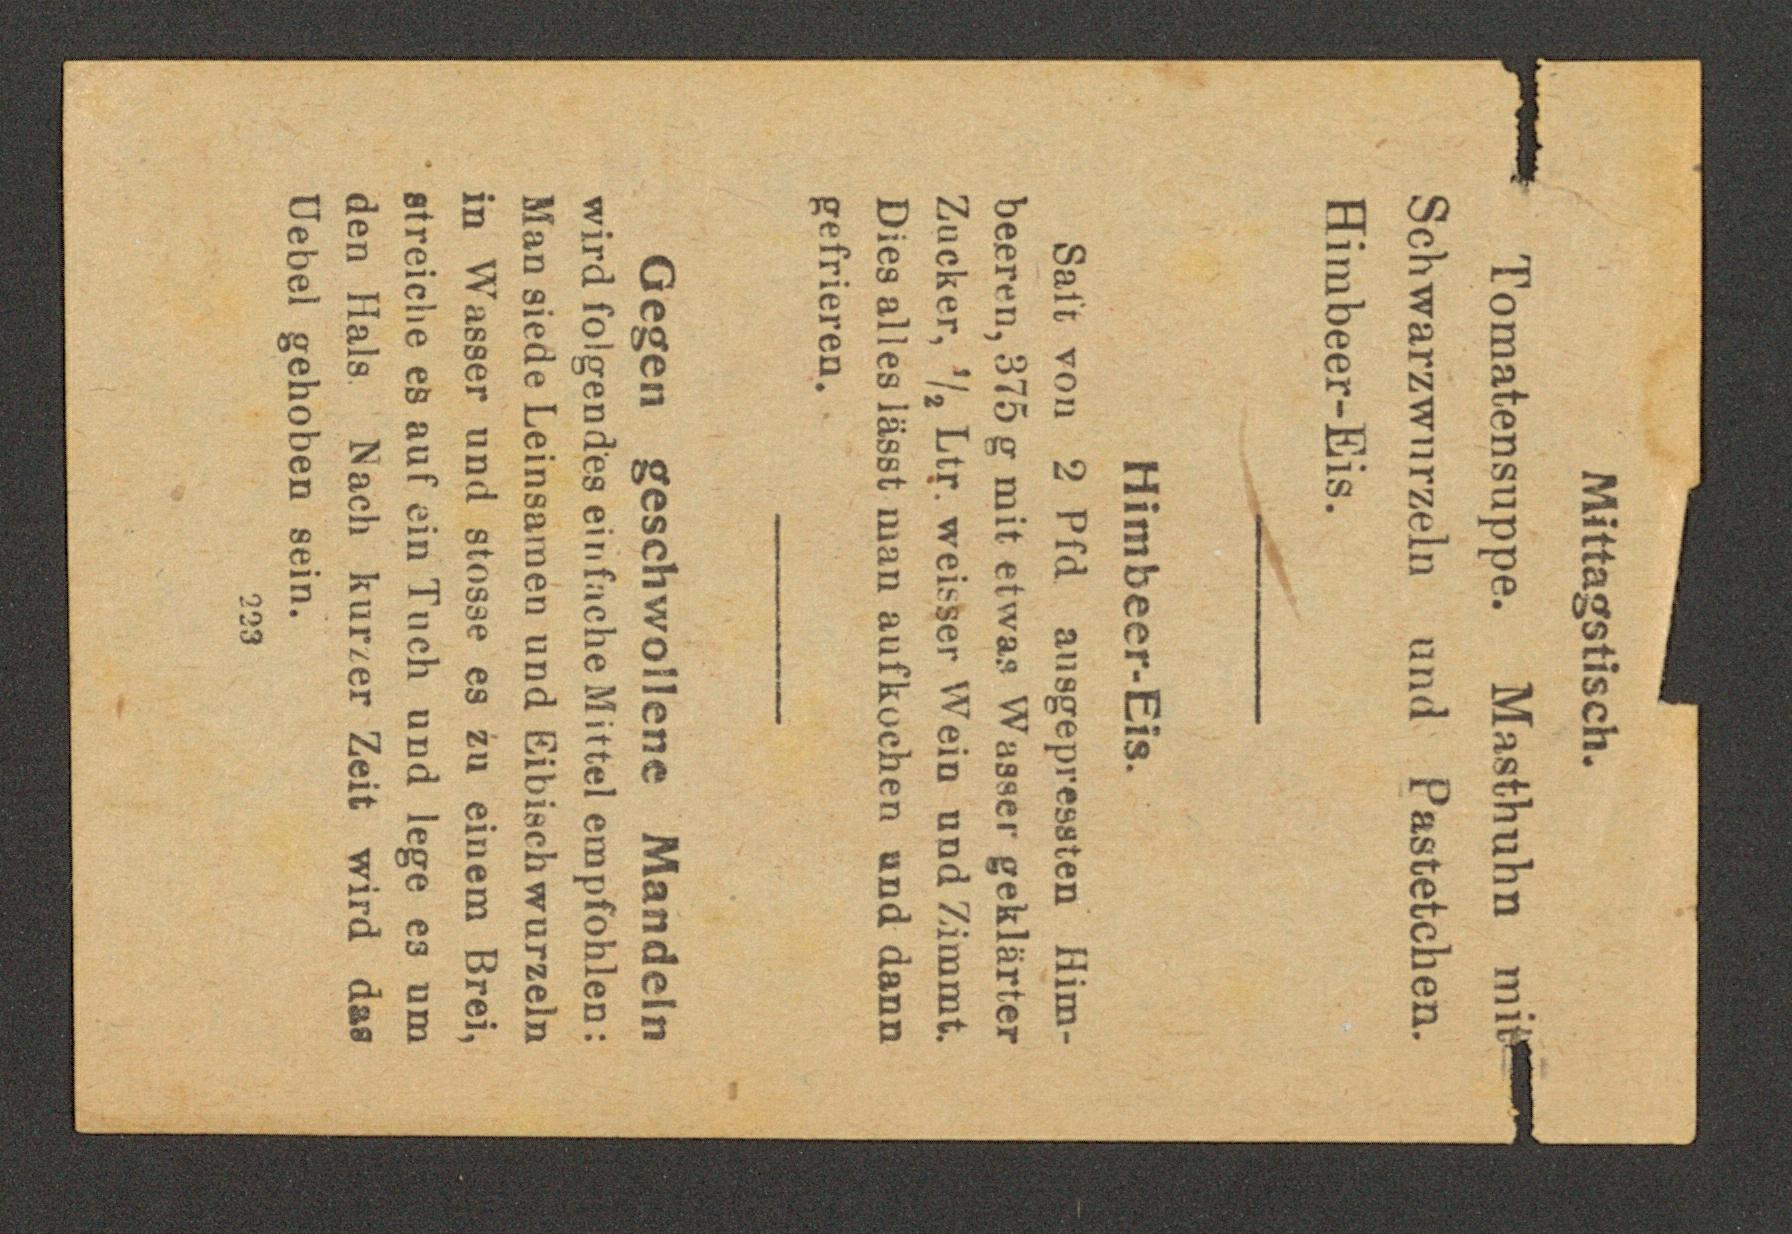 Mittagstisch.
Tomatensuppe. Masthuhn mit
Schwarzwurzeln und Pastetchen.
Himbeer-Eis.
Himbeer-Eis.
Saft von 2 Pfd ausgepressten Him-
beeren, 375 g mit etwas Wasser geklärter
Zucker, 1/2 Ltr. weisser Wein und Zimmt.
Dies alles lässt man aufkochen und dann
gefrieren.
Gegen geschwollene Mandeln
wird folgendes einfache Mittel empfohlen:
Man siede Leinsamen und Eibischwurzeln
in Wasser und stosse es zu einem Brei,
streiche es auf ein Tuch und lege es um
den Hals. Nach kurzer Zeit wird das
Uebel gehoben sein.
223